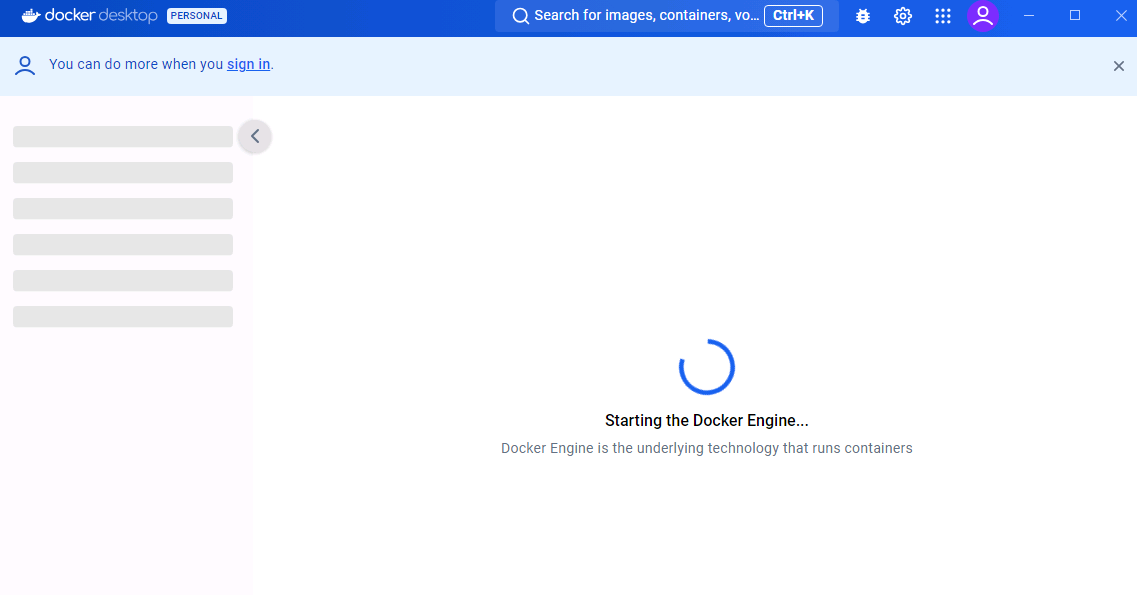 docker desktop PERSONAL
Search for images, containers, vo... Ctrl+K
You can do more when you sign in.
Starting the Docker Engine...
Docker Engine is the underlying technology that runs containers